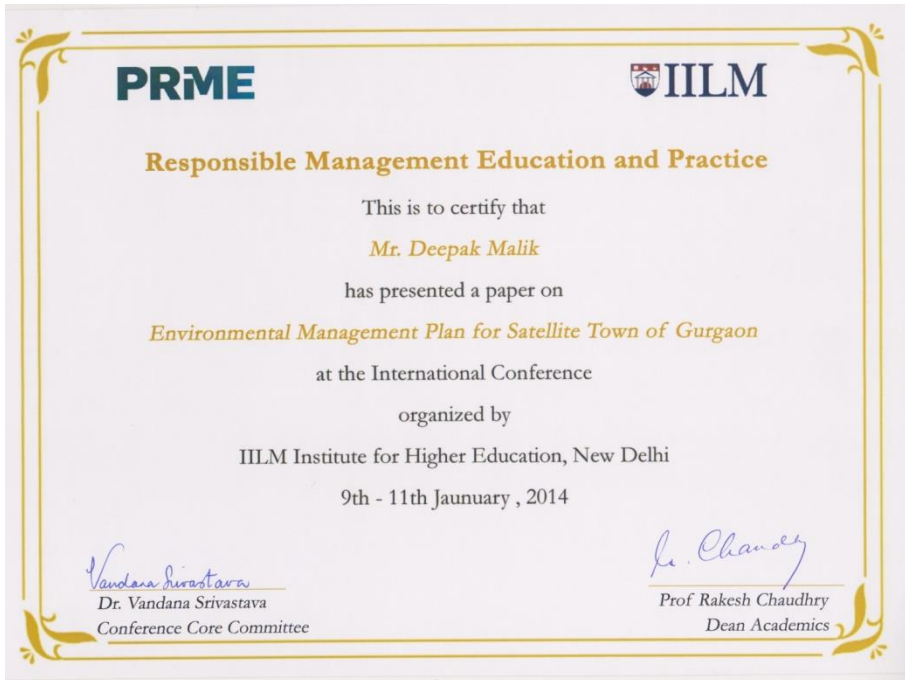 PRiME
IILM
Responsible Management Education and Practice
This is to certify that
Mr. Deepak Malik
has presented a paper on
Environmental Management Plan for Satellite Town of Gurgaon
at the International Conference
organized by
IILM Institute for Higher Education, New Delhi
9th - 11th Jaunuary , 2014
Vandana Srivastava
Dr. Vandana Srivastava
Conference Core Committee
Prof Rakesh Chaudhry
Dean Academics